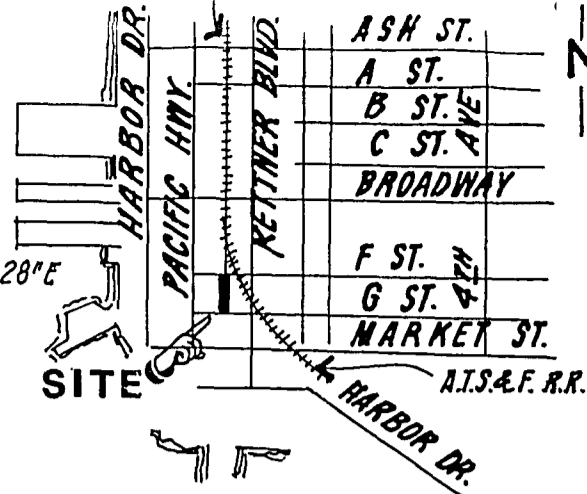 HARBOR DR.
PACIFIC HWY.
KETTNER BLVD.
ASH ST.
A ST.
B ST.
C ST.
BROADWAY
F ST.
G ST.
MARKET ST.
4TH AVE
N
28"E
SITE
A.T.S.&F. R.R.
HARBOR DR.